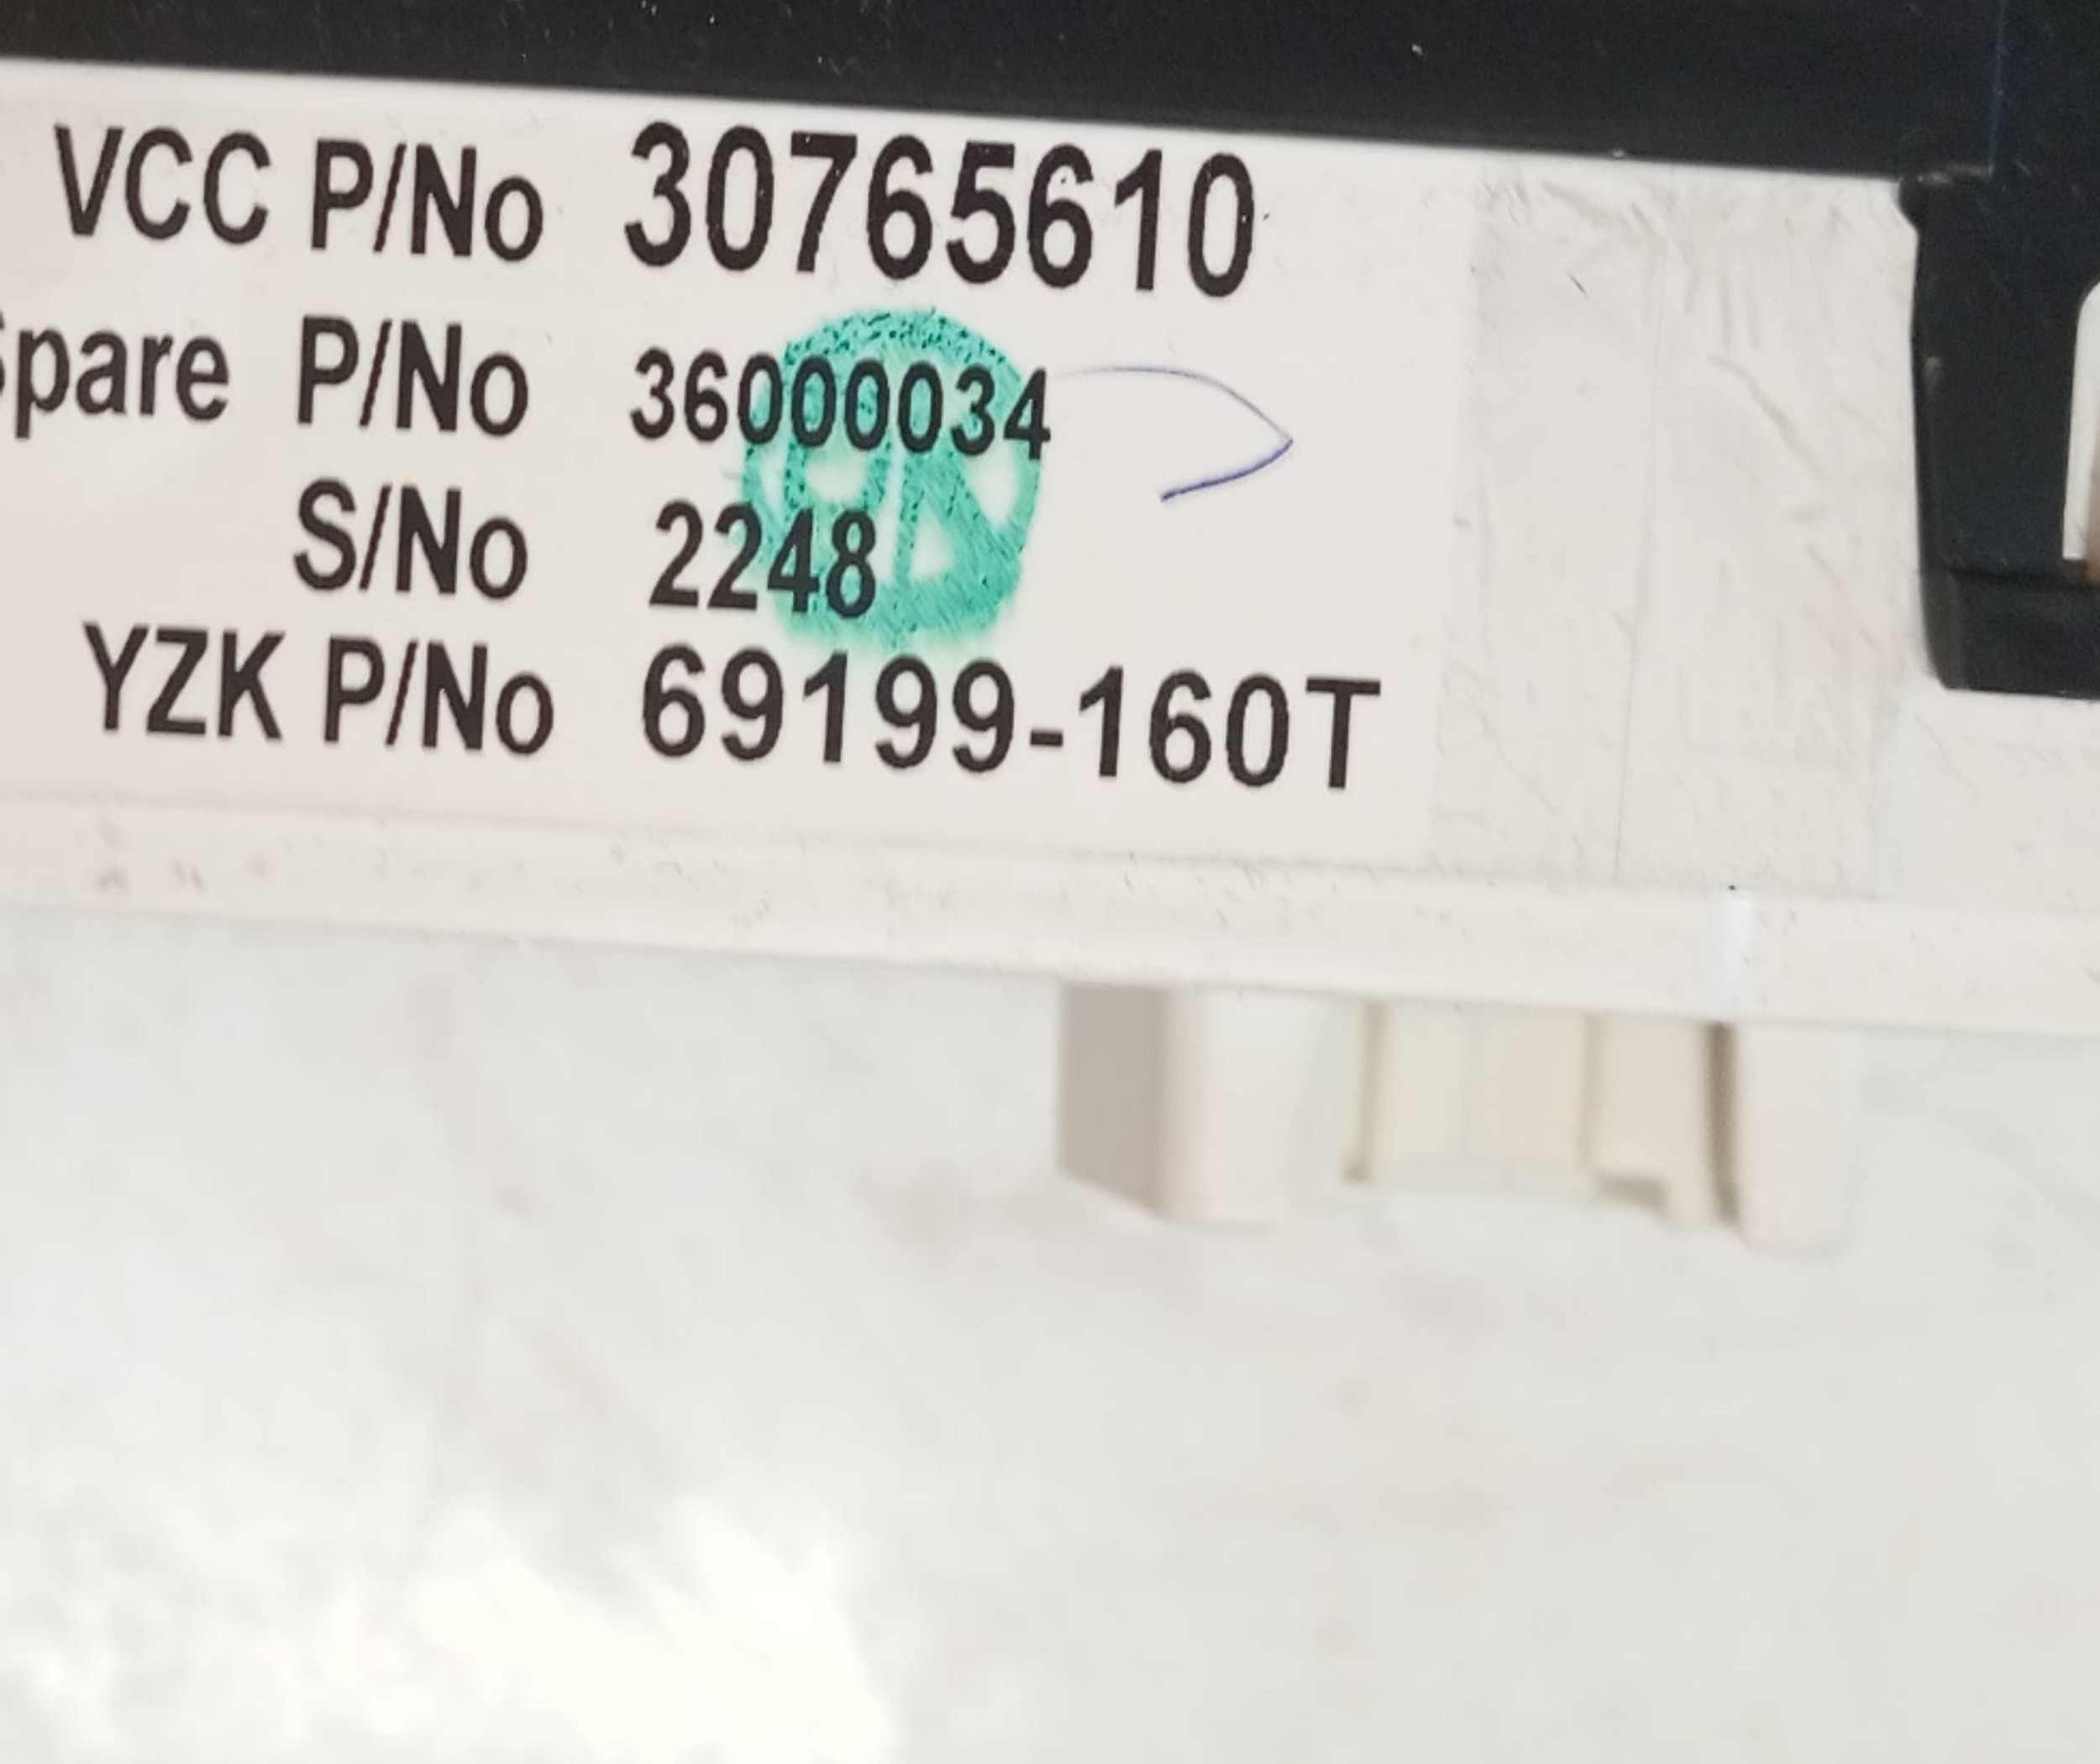 VCC P/No 30765610
Spare P/No 36000034
S/No 2248
YZK P/No 69199-160T